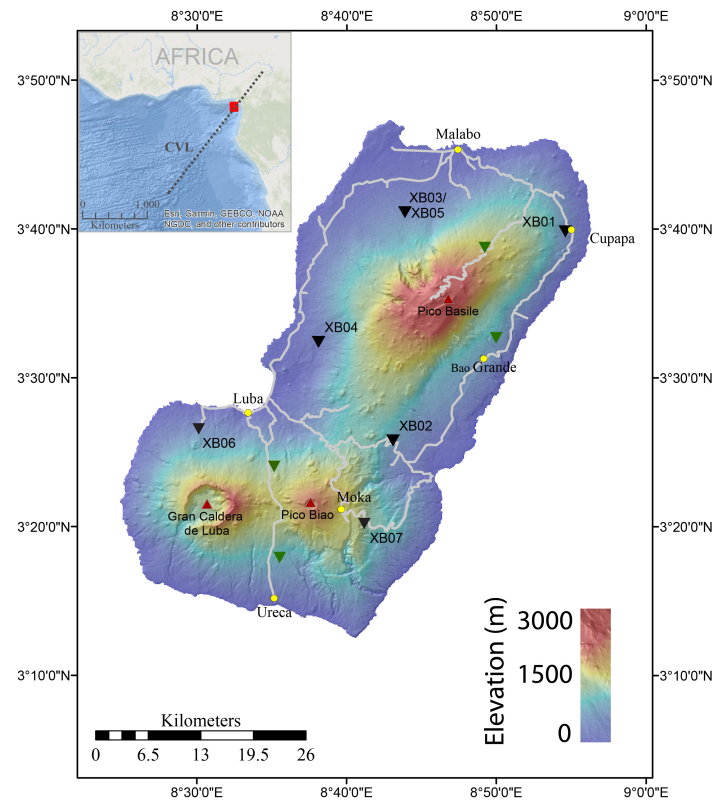 8°30'0"E
8°40'0"E
8°50'0"E
9°0'0"E
3°50'0"N
3°50'0"N
AFRICA
CVL
0
1,000
Kilometers
Esri, Garmin, GEBCO, NOAA
NGDC, and other contributors
Malabo
XB03/
XB05
XB01
Cupapa
3°40'0"N
3°40'0"N
Pico Basile
XB04
Bao Grande
3°30'0"N
3°30'0"N
Luba
XB02
XB06
Moka
Gran Caldera
de Luba
Pico Biao
3°20'0"N
3°20'0"N
XB07
Ureca
3°10'0"N
3°10'0"N
Elevation (m)
3000
1500
0
Kilometers
0
6.5
13
19.5
26
8°30'0"E
8°40'0"E
8°50'0"E
9°0'0"E